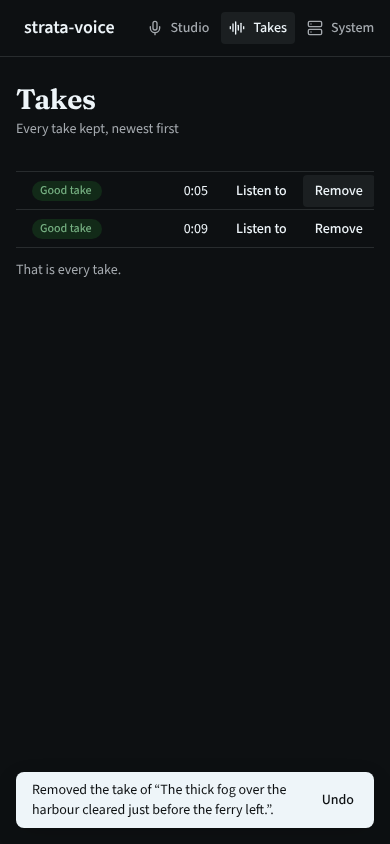 strata-voice Studio Takes System
Takes
Every take kept, newest first
Good take 0:05 Listen to Remove
Good take 0:09 Listen to Remove
That is every take.
Removed the take of “The thick fog over the
harbour cleared just before the ferry left.”.
Undo